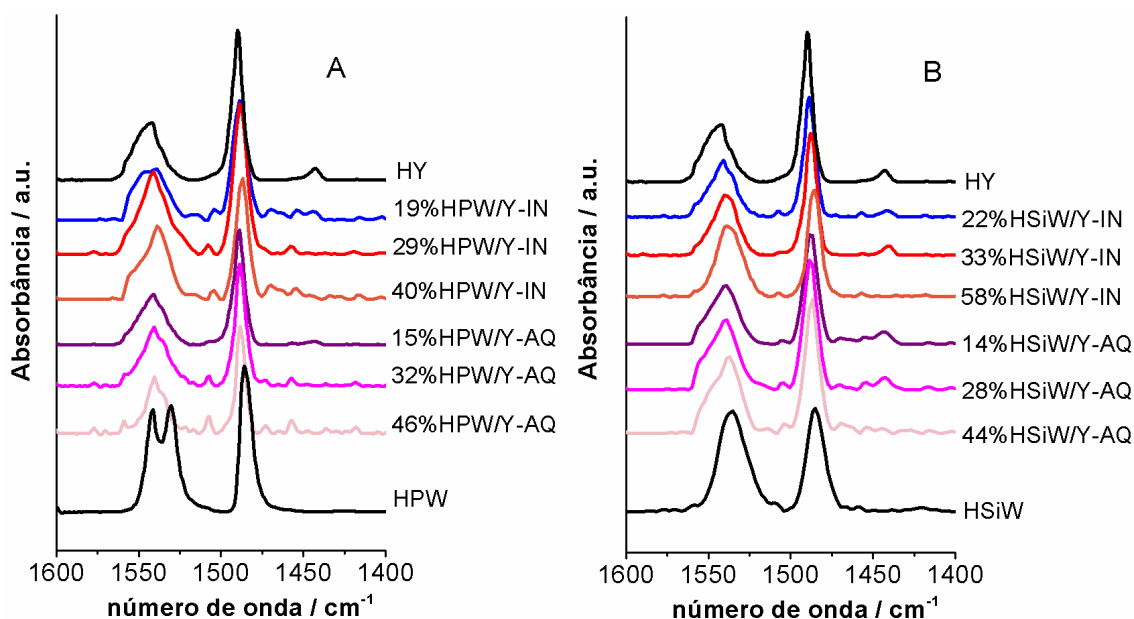 A
HY
19%HPW/Y-IN
29%HPW/Y-IN
40%HPW/Y-IN
15%HPW/Y-AQ
32%HPW/Y-AQ
46%HPW/Y-AQ
HPW
Absorbância / a.u.
1600 1550 1500 1450 1400
número de onda / cm⁻¹
B
HY
22%HSiW/Y-IN
33%HSiW/Y-IN
58%HSiW/Y-IN
14%HSiW/Y-AQ
28%HSiW/Y-AQ
44%HSiW/Y-AQ
HSiW
Absorbância / a.u.
1600 1550 1500 1450 1400
número de onda / cm⁻¹